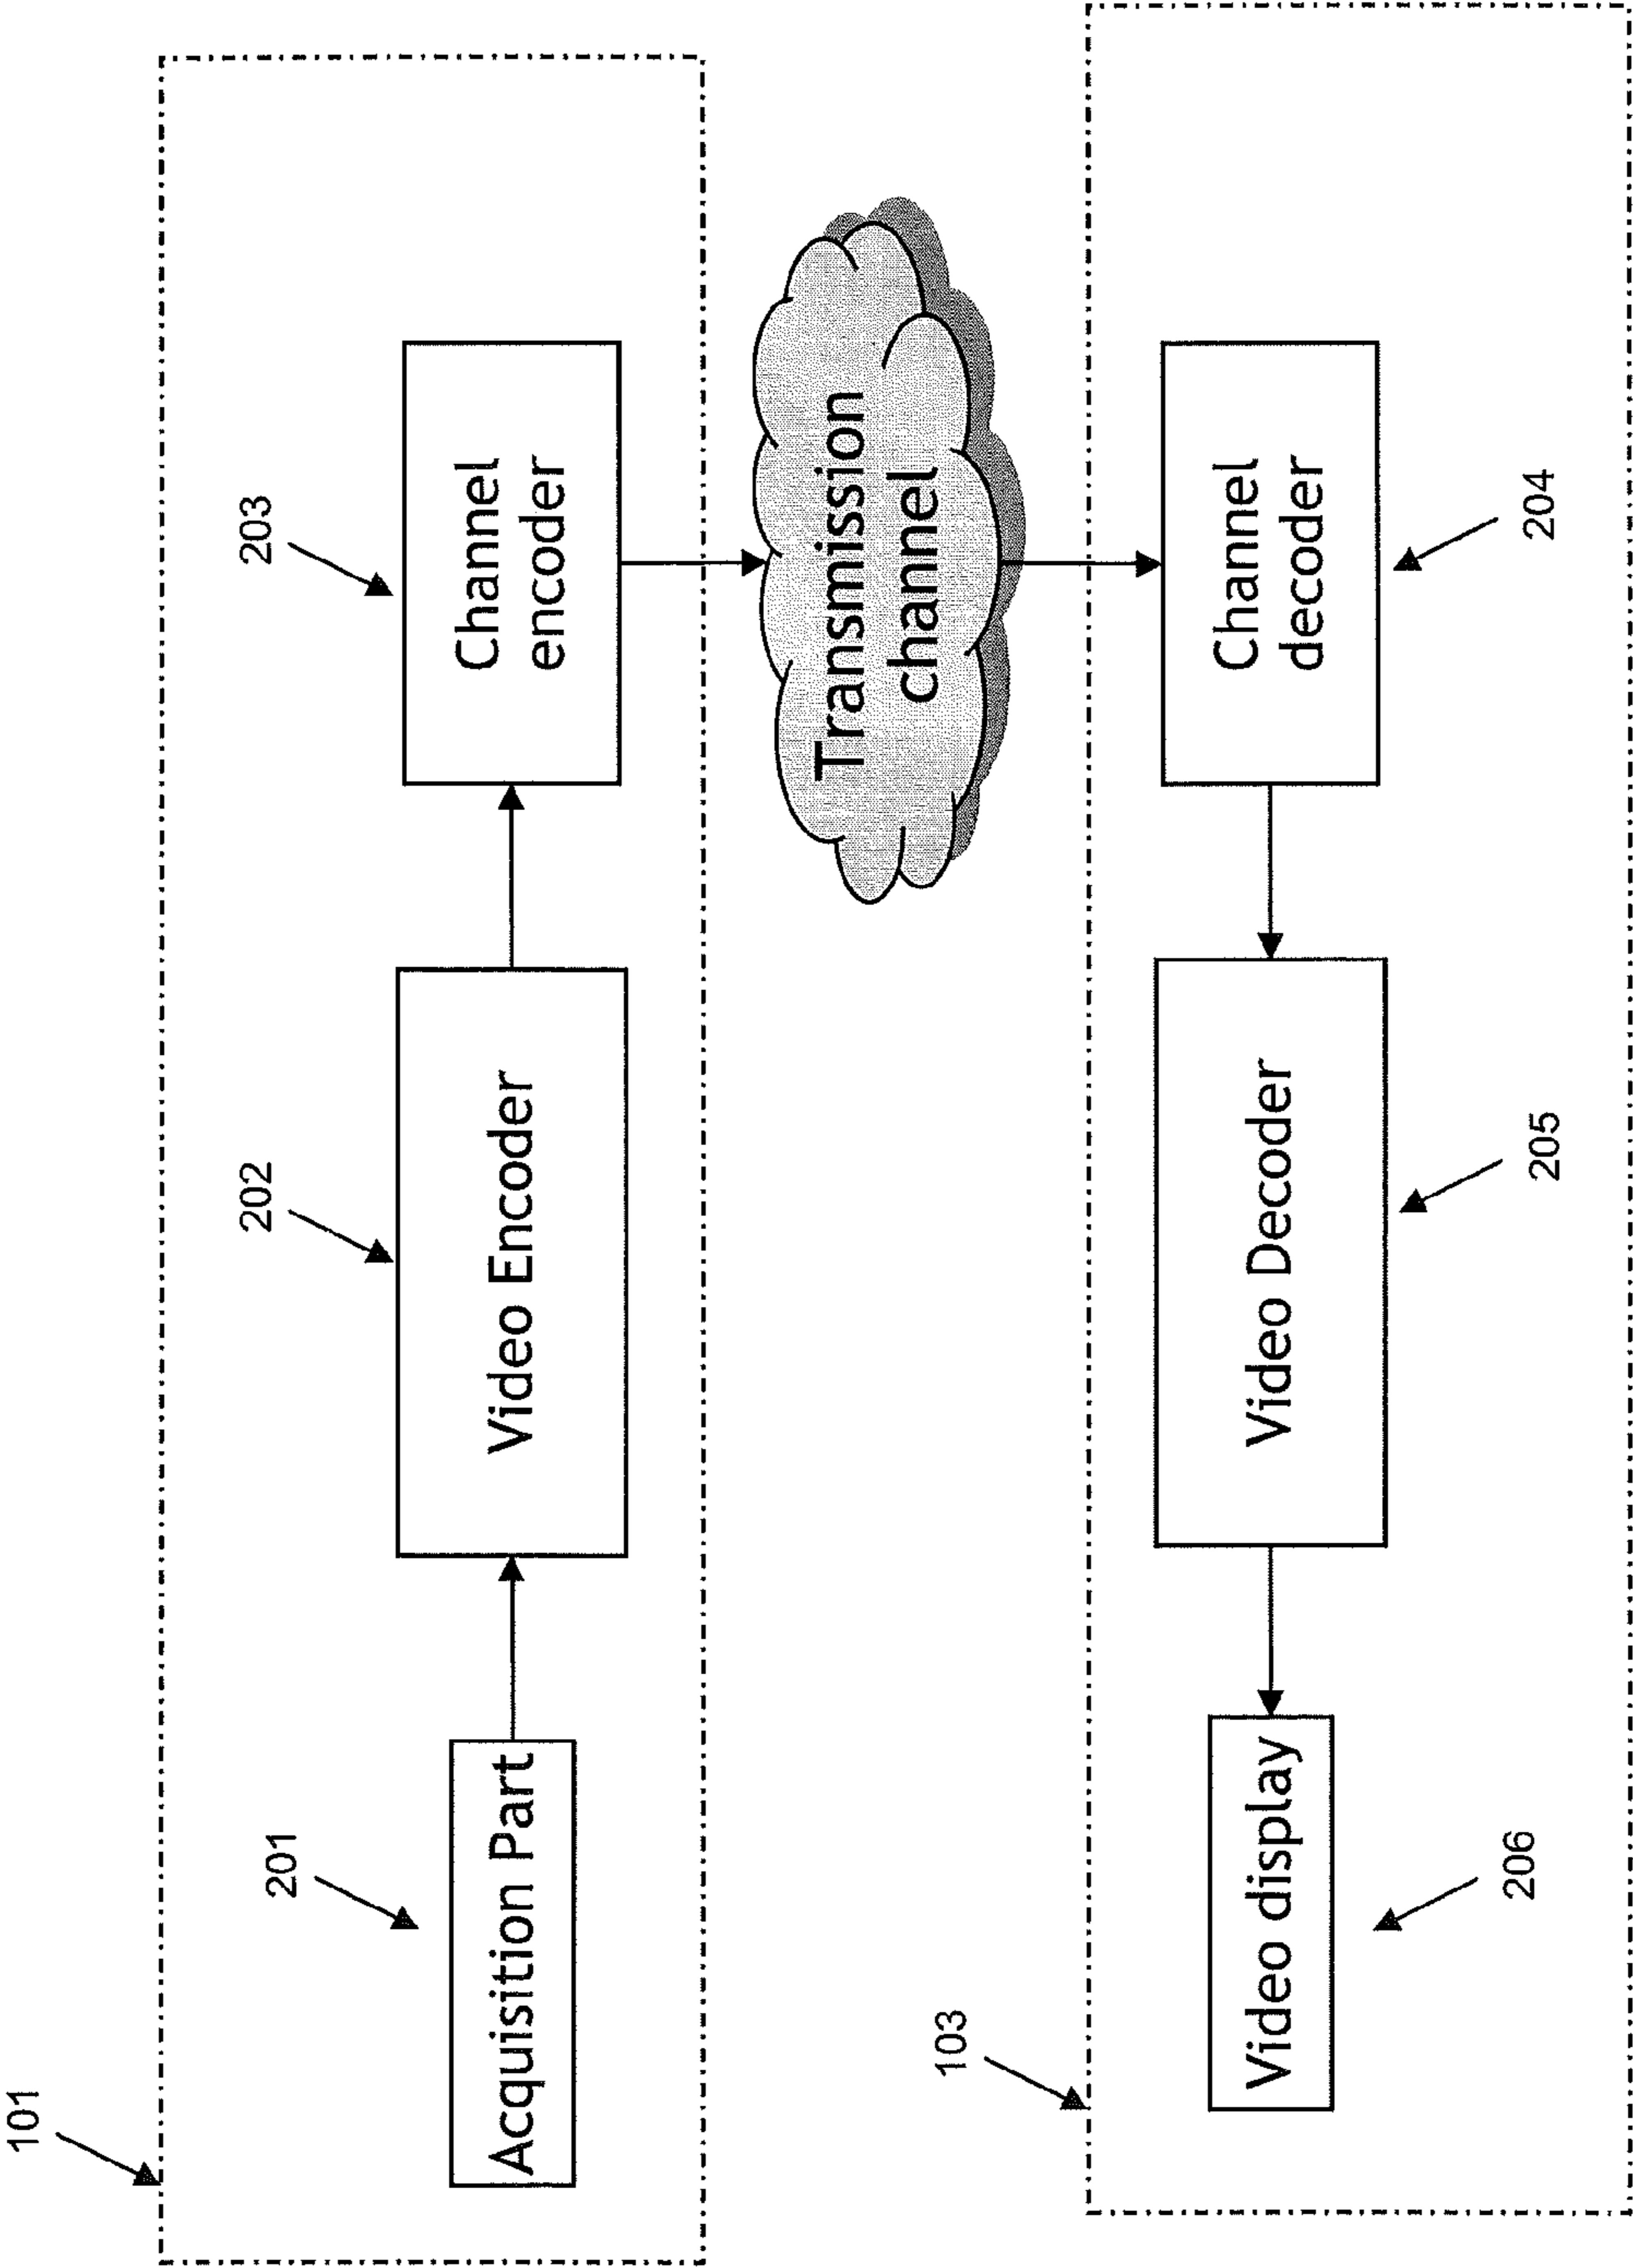 101
201
202
203
Acquisition Part
Video Encoder
Channel
encoder
Transmission
channel
103
Video display
Video Decoder
Channel
decoder
206
205
204